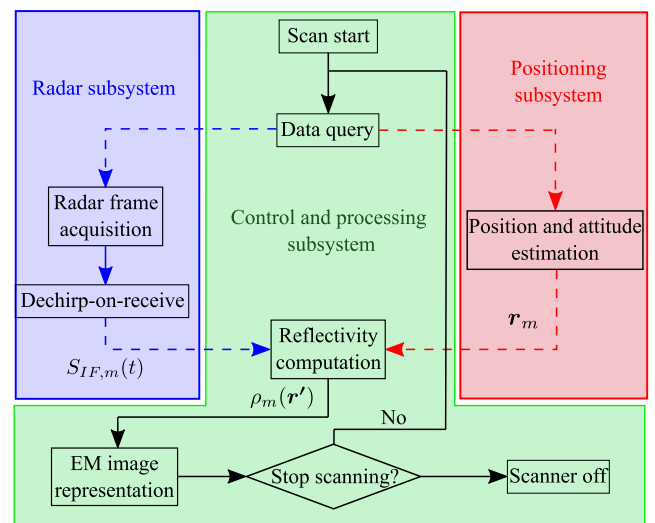 Scan start
Radar subsystem
Positioning
subsystem
Data query
Radar frame
acquisition
Control and processing
subsystem
Position and attitude
estimation
Dechirp-on-receive
r_m
Reflectivity
computation
S_{IF,m}(t)
ρ_m(r')
No
EM image
representation
Stop scanning?
Scanner off